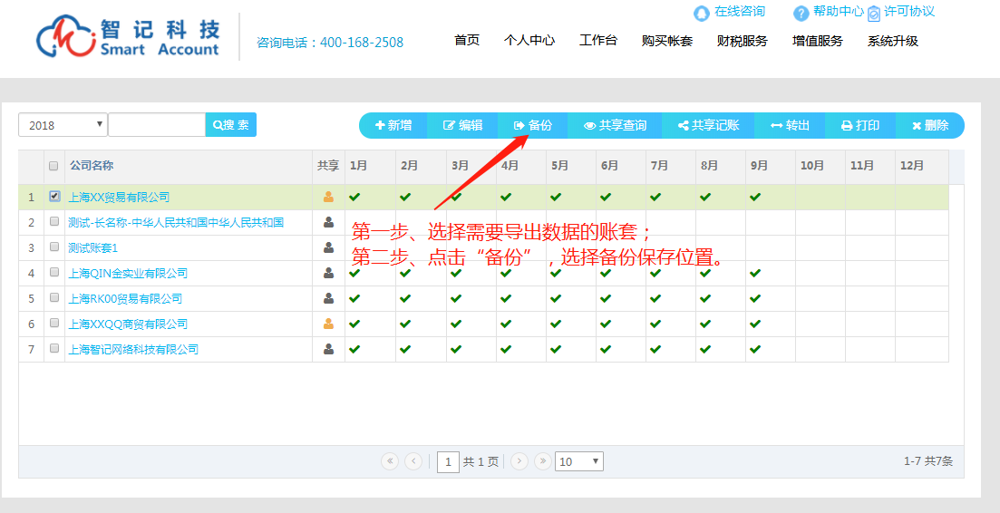 智记科技
Smart Account
咨询电话：400-168-2508
在线咨询 帮助中心 许可协议
首页 个人中心 工作台 购买帐套 财税服务 增值服务 系统升级
2018 搜 索 新增 编辑 备份 共享查询 共享记账 转出 打印 删除
公司名称 共享 1月 2月 3月 4月 5月 6月 7月 8月 9月 10月 11月 12月
1 上海XX贸易有限公司
2 测试-长名称-中华人民共和国中华人民共和国
3 测试账套1
4 上海QIN金实业有限公司
5 上海RK00贸易有限公司
6 上海XXQQ商贸有限公司
7 上海智记网络科技有限公司
第一步、选择需要导出数据的账套；
第二步、点击“备份”，选择备份保存位置。
1 共 1 页 10 1-7 共7条